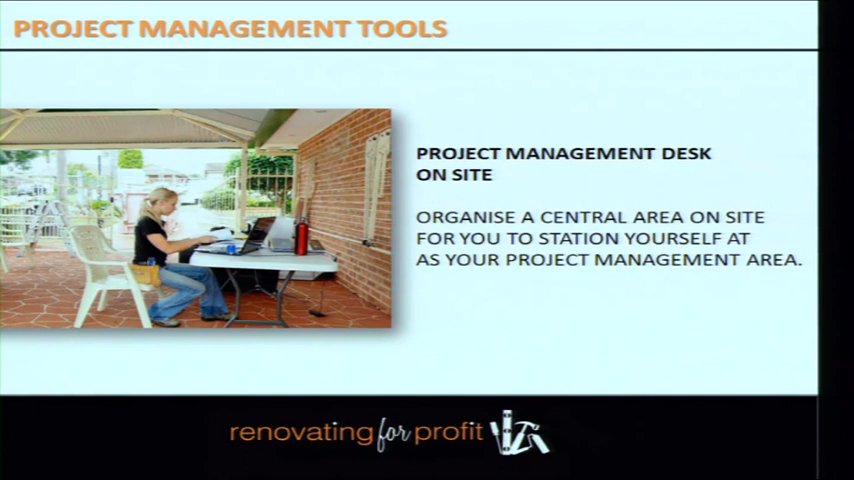 PROJECT MANAGEMENT TOOLS
PROJECT MANAGEMENT DESK
ON SITE
ORGANISE A CENTRAL AREA ON SITE
FOR YOU TO STATION YOURSELF AT
AS YOUR PROJECT MANAGEMENT AREA.
renovating for profit